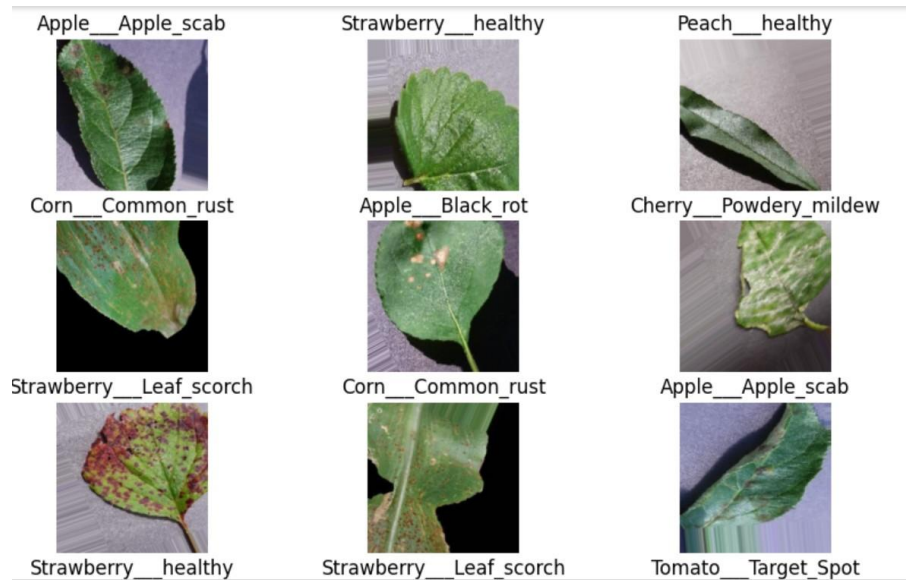 Apple___Apple_scab
Strawberry___healthy
Peach___healthy
Corn___Common_rust
Apple___Black_rot
Cherry___Powdery_mildew
Strawberry___Leaf_scorch
Corn___Common_rust
Apple___Apple_scab
Strawberry___healthy
Strawberry___Leaf_scorch
Tomato___Target_Spot